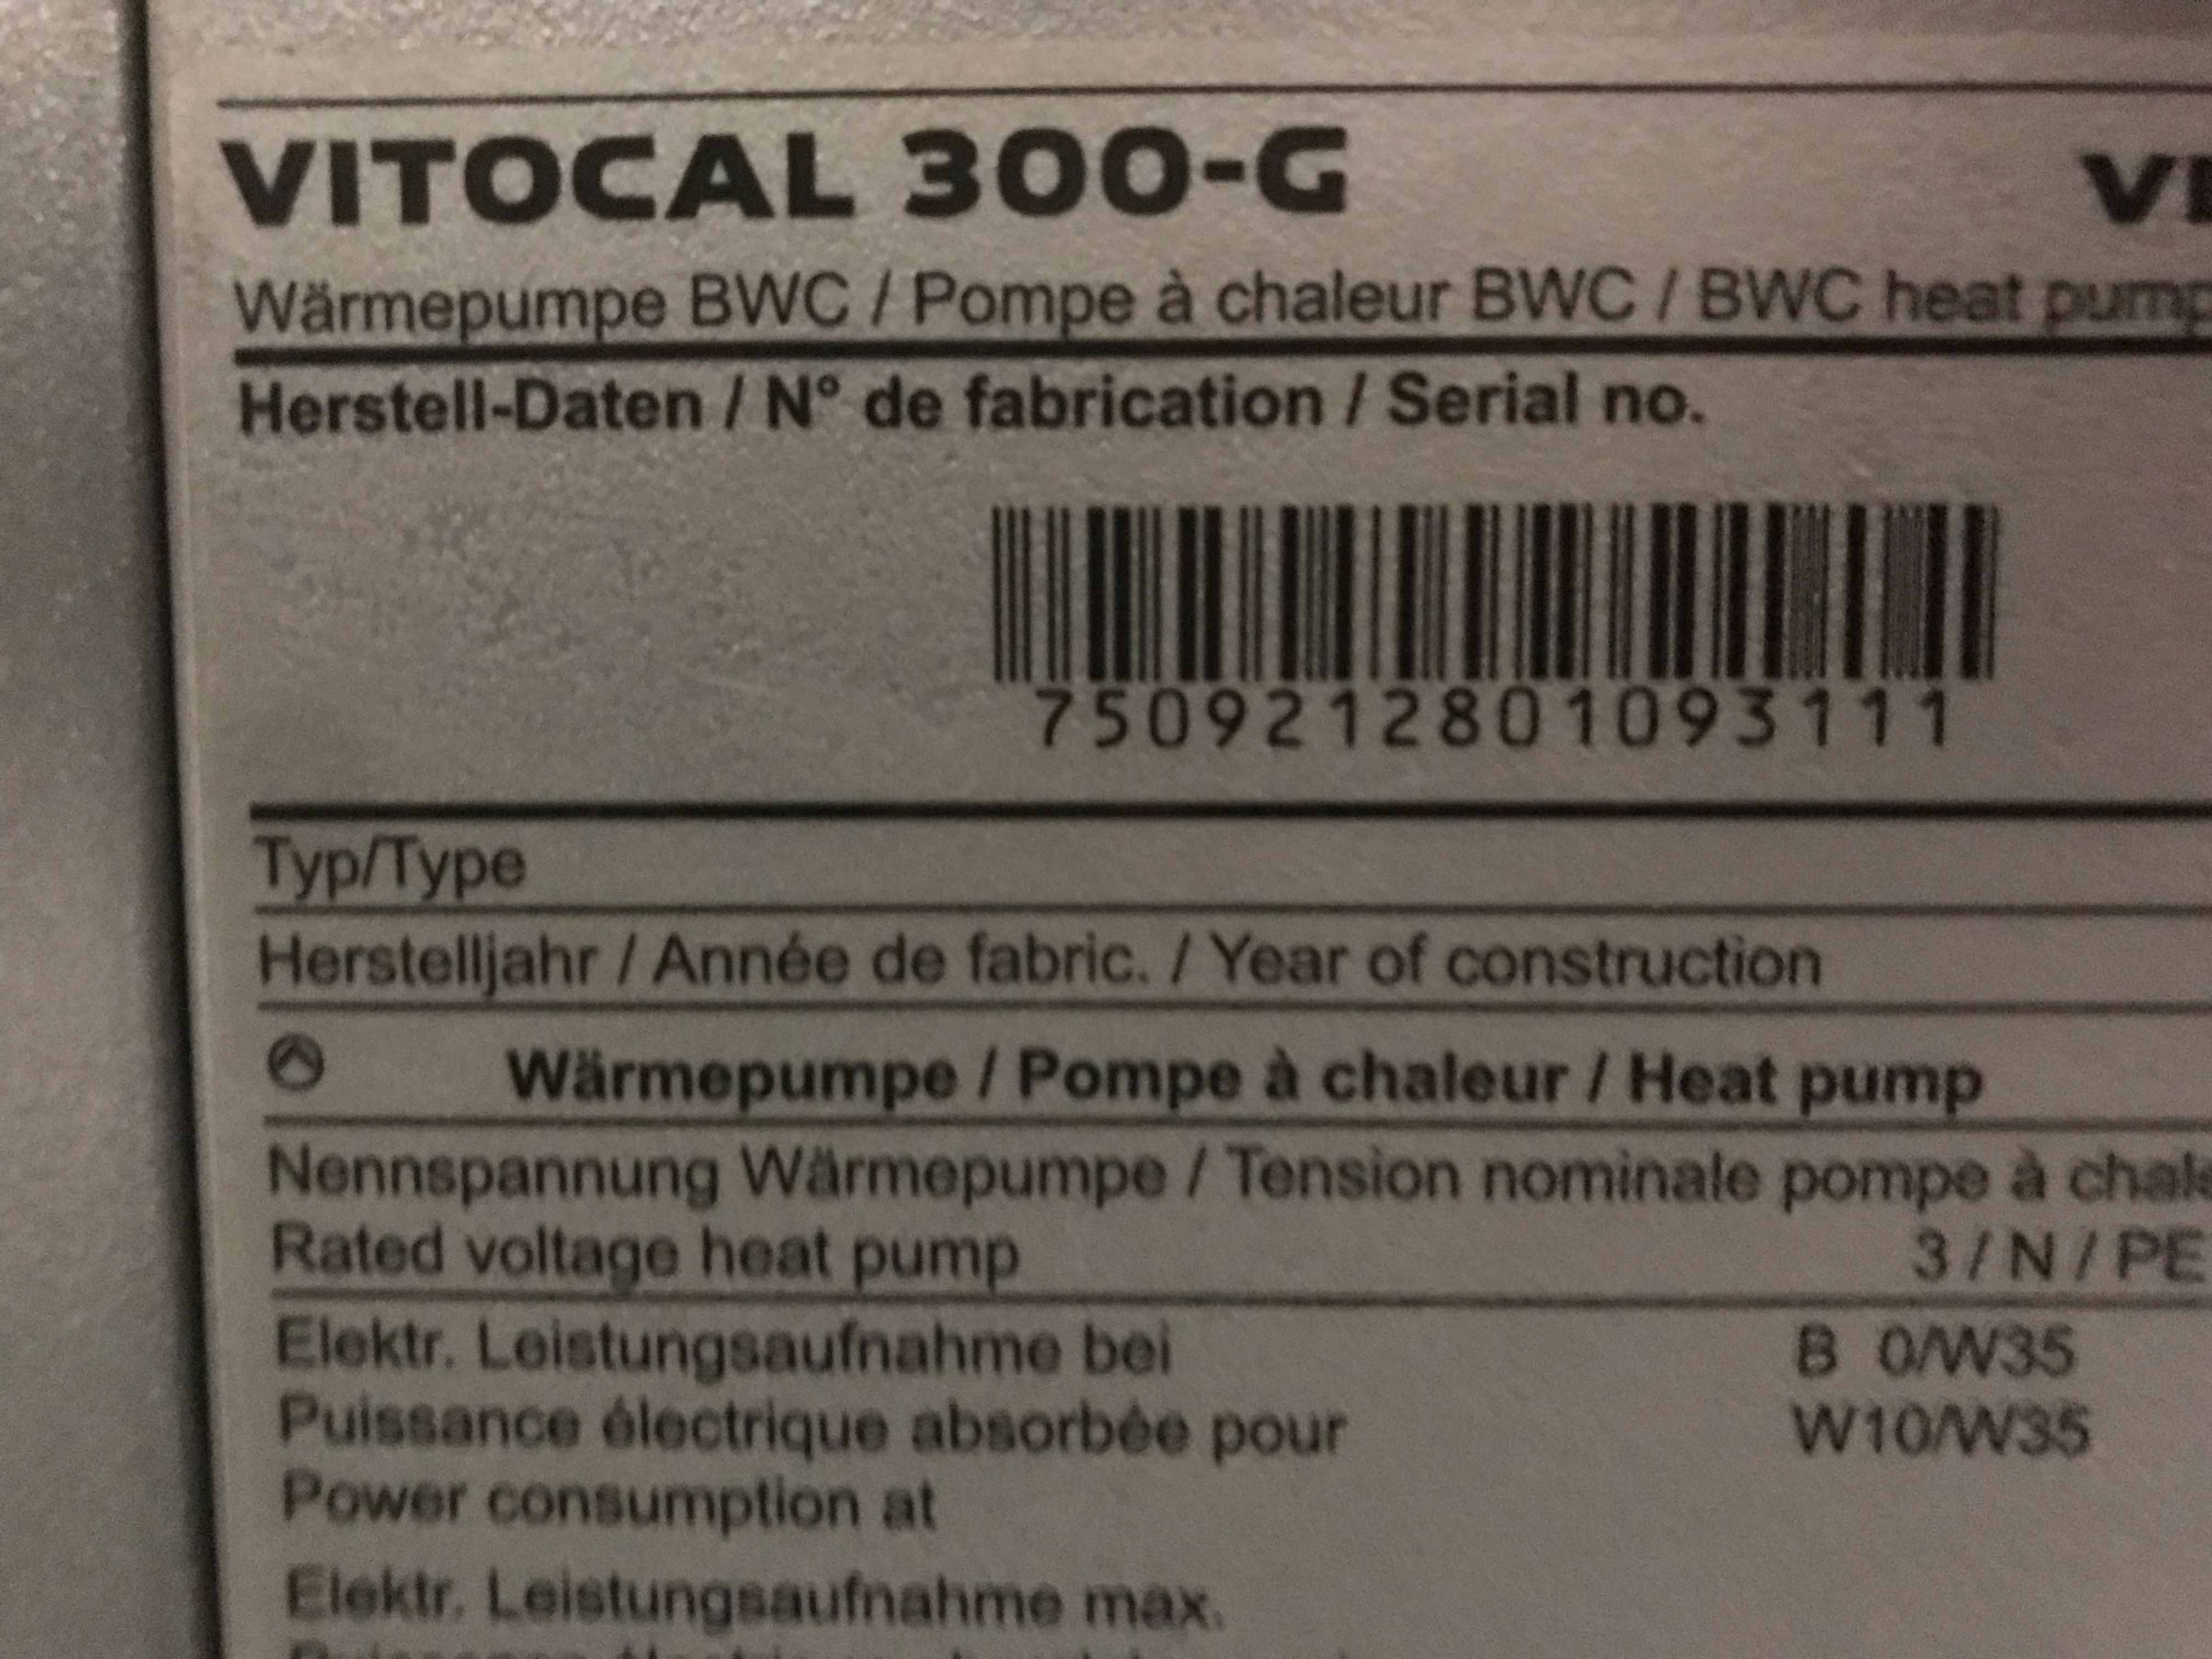 VITOCAL 300-G
Wärmepumpe BWC / Pompe à chaleur BWC / BWC heat pump
Herstell-Daten / N° de fabrication / Serial no.
7509212801093111
Typ/Type
Herstelljahr / Année de fabric. / Year of construction
Wärmepumpe / Pompe à chaleur / Heat pump
Nennspannung Wärmepumpe / Tension nominale pompe à
Rated voltage heat pump 3 / N / PE
Elektr. Leistungsaufnahme bei B 0/W35
Puissance électrique absorbée pour W10/W35
Power consumption at
Elektr. Leistungsaufnahme max.